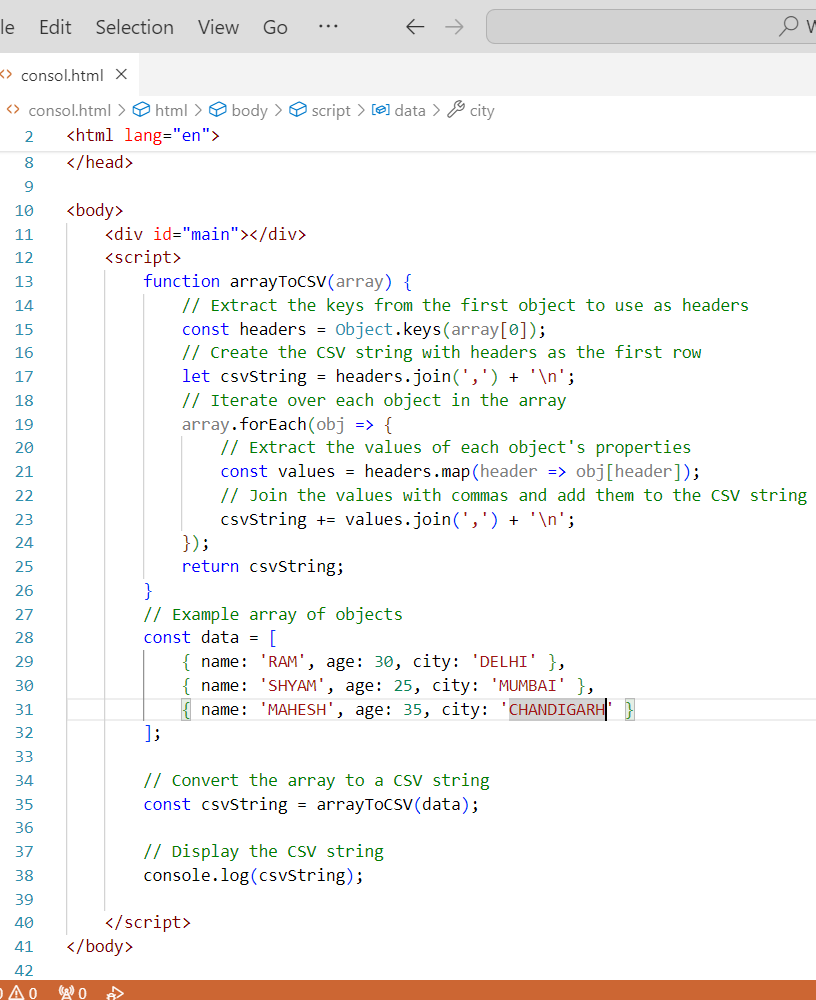 le Edit Selection View Go ··· W
consol.html
consol.html > html > body > script > data > city
2 <html lang="en">
8 </head>
9
10 <body>
11 <div id="main"></div>
12 <script>
13 function arrayToCSV(array) {
14 // Extract the keys from the first object to use as headers
15 const headers = Object.keys(array[0]);
16 // Create the CSV string with headers as the first row
17 let csvString = headers.join(',') + '\n';
18 // Iterate over each object in the array
19 array.forEach(obj => {
20 // Extract the values of each object's properties
21 const values = headers.map(header => obj[header]);
22 // Join the values with commas and add them to the CSV string
23 csvString += values.join(',') + '\n';
24 });
25 return csvString;
26 }
27 // Example array of objects
28 const data = [
29 { name: 'RAM', age: 30, city: 'DELHI' },
30 { name: 'SHYAM', age: 25, city: 'MUMBAI' },
31 { name: 'MAHESH', age: 35, city: 'CHANDIGARH' }
32 ];
33
34 // Convert the array to a CSV string
35 const csvString = arrayToCSV(data);
36
37 // Display the CSV string
38 console.log(csvString);
39
40 </script>
41 </body>
42
0 0 0